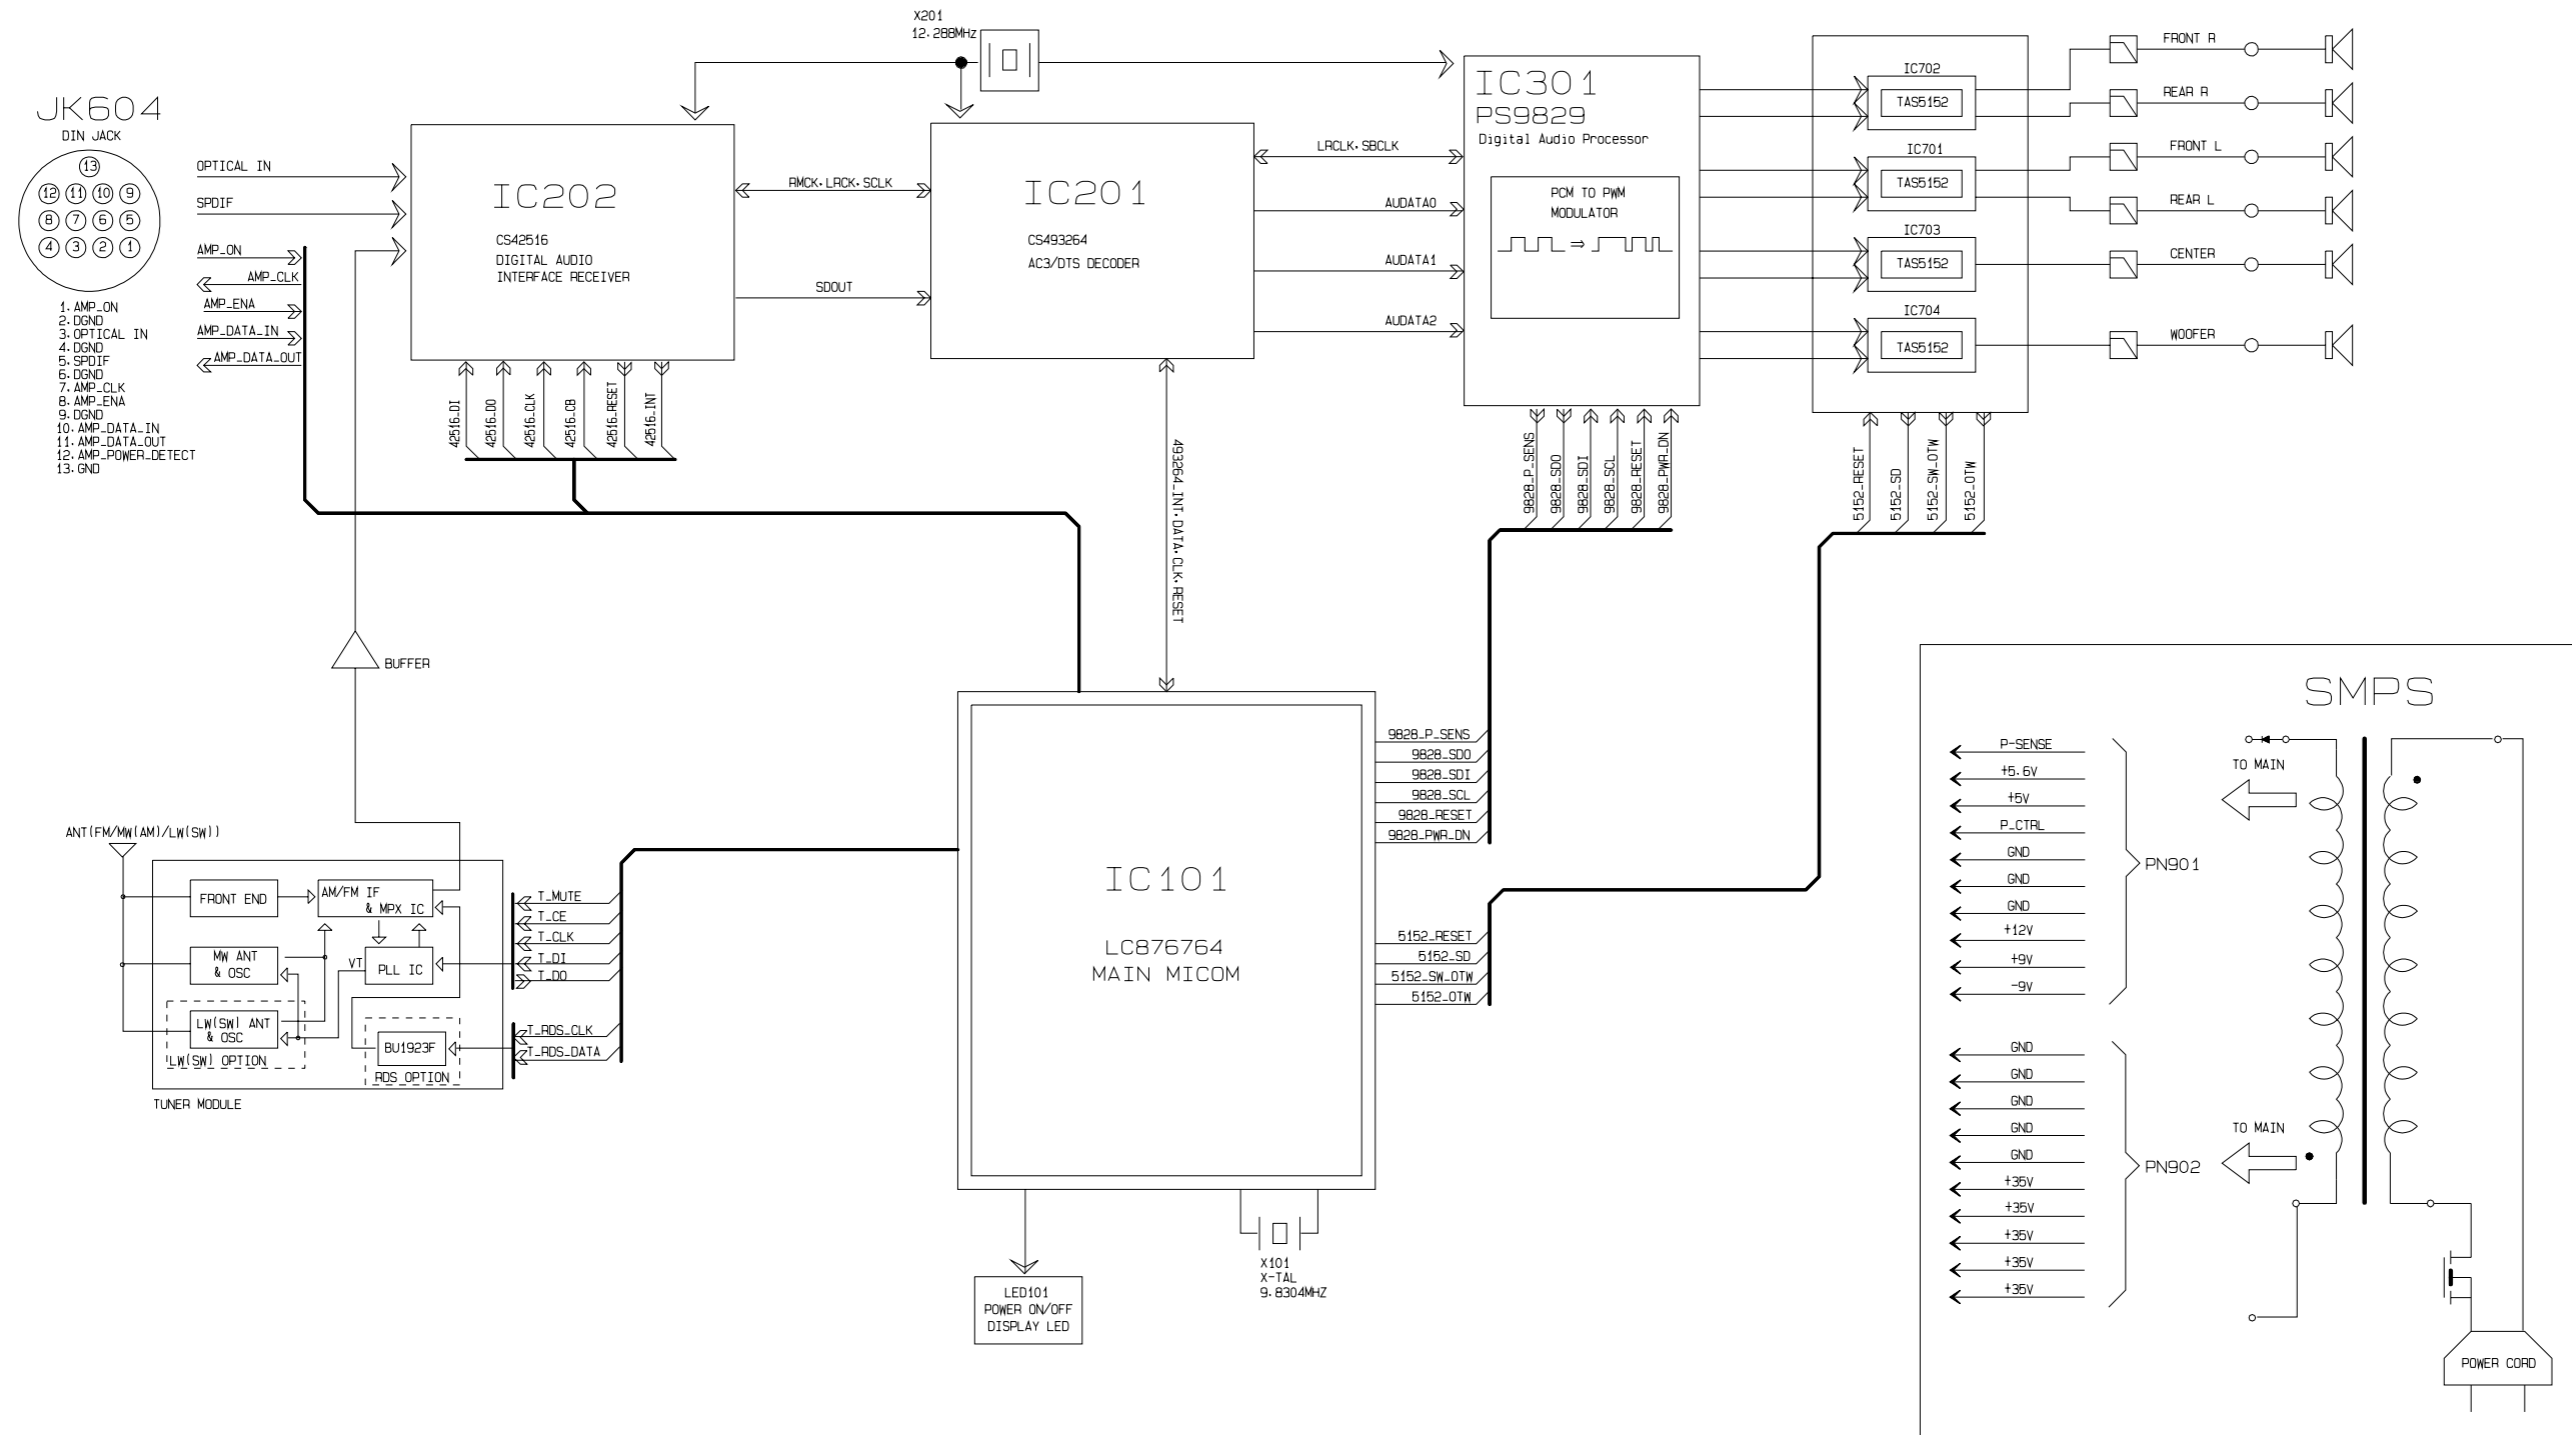 X201
12.288MHz
JK604
DIN JACK
13
12 11 10 9
8 7 6 5
4 3 2 1
1. AMP_ON
2. DGND
3. OPTICAL IN
4. DGND
5. SPDIF
6. DGND
7. AMP_CLK
8. AMP_ENA
9. DGND
10. AMP_DATA_IN
11. AMP_DATA_OUT
12. AMP_POWER_DETECT
13. GND
OPTICAL IN
SPDIF
AMP_ON
AMP_CLK
AMP_ENA
AMP_DATA_IN
AMP_DATA_OUT
IC202
CS42516
DIGITAL AUDIO
INTERFACE RECEIVER
42516_DI
42516_DO
42516_CLK
42516_CB
42516_RESET
42516_INT
RMCK. LRCK. SCLK
SDOUT
IC201
CS493264
AC3/DTS DECODER
493264_INT.DATA.CLK.RESET
LRCLK. SBCLK
AUDATA0
AUDATA1
AUDATA2
IC301
PS9829
Digital Audio Processor
PCM TO PWM
MODULATOR
⇒
9828_P_SENS
9828_SDO
9828_SDI
9828_SCL
9828_RESET
9828_PWR_DN
IC702
TAS5152
IC701
TAS5152
IC703
TAS5152
IC704
TAS5152
5152_RESET
5152_SD
5152_SW_OTW
5152_OTW
FRONT R
REAR R
FRONT L
REAR L
CENTER
WOOFER
BUFFER
ANT(FM/MW(AM)/LW(SW))
FRONT END
AM/FM IF
& MPX IC
MW ANT
& OSC
VT
PLL IC
LW(SW) ANT
& OSC
LW(SW) OPTION
BU1923F
RDS OPTION
TUNER MODULE
T_MUTE
T_CE
T_CLK
T_DI
T_DO
T_RDS_CLK
T_RDS_DATA
IC101
LC876764
MAIN MICOM
9828_P_SENS
9828_SDO
9828_SDI
9828_SCL
9828_RESET
9828_PWR_DN
5152_RESET
5152_SD
5152_SW_OTW
5152_OTW
LED101
POWER ON/OFF
DISPLAY LED
X101
X-TAL
9.8304MHZ
SMPS
P-SENSE
+5.6V
+5V
P_CTRL
GND
GND
GND
+12V
+9V
-9V
PN901
TO MAIN
GND
GND
GND
GND
GND
+35V
+35V
+35V
+35V
+35V
PN902
TO MAIN
POWER CORD